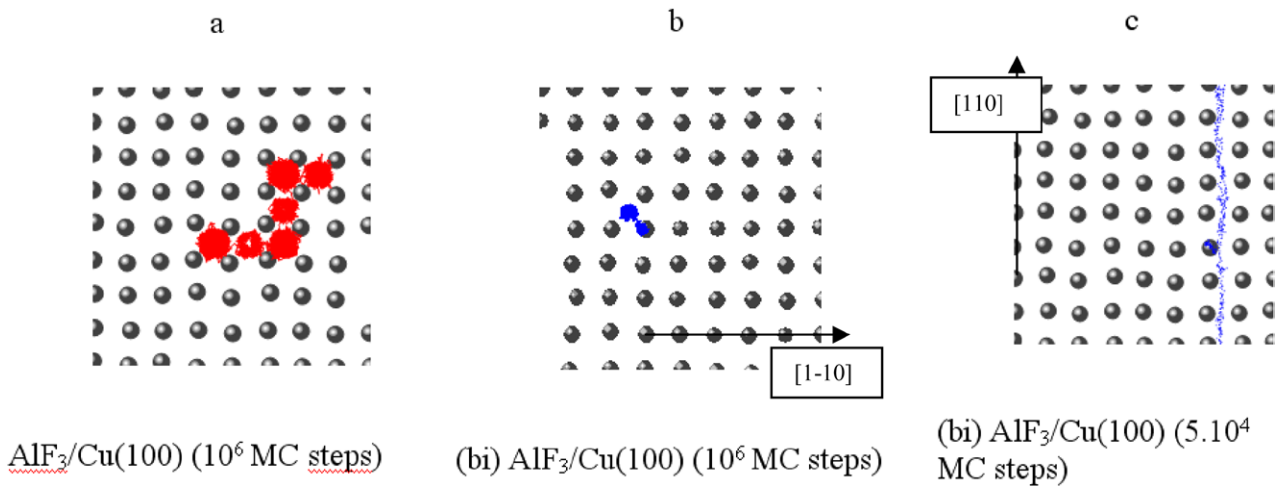 a
b
c
[110]
[1-10]
AlF₃/Cu(100) (10⁶ MC steps)
(bi) AlF₃/Cu(100) (10⁶ MC steps)
(bi) AlF₃/Cu(100) (5.10⁴
MC steps)